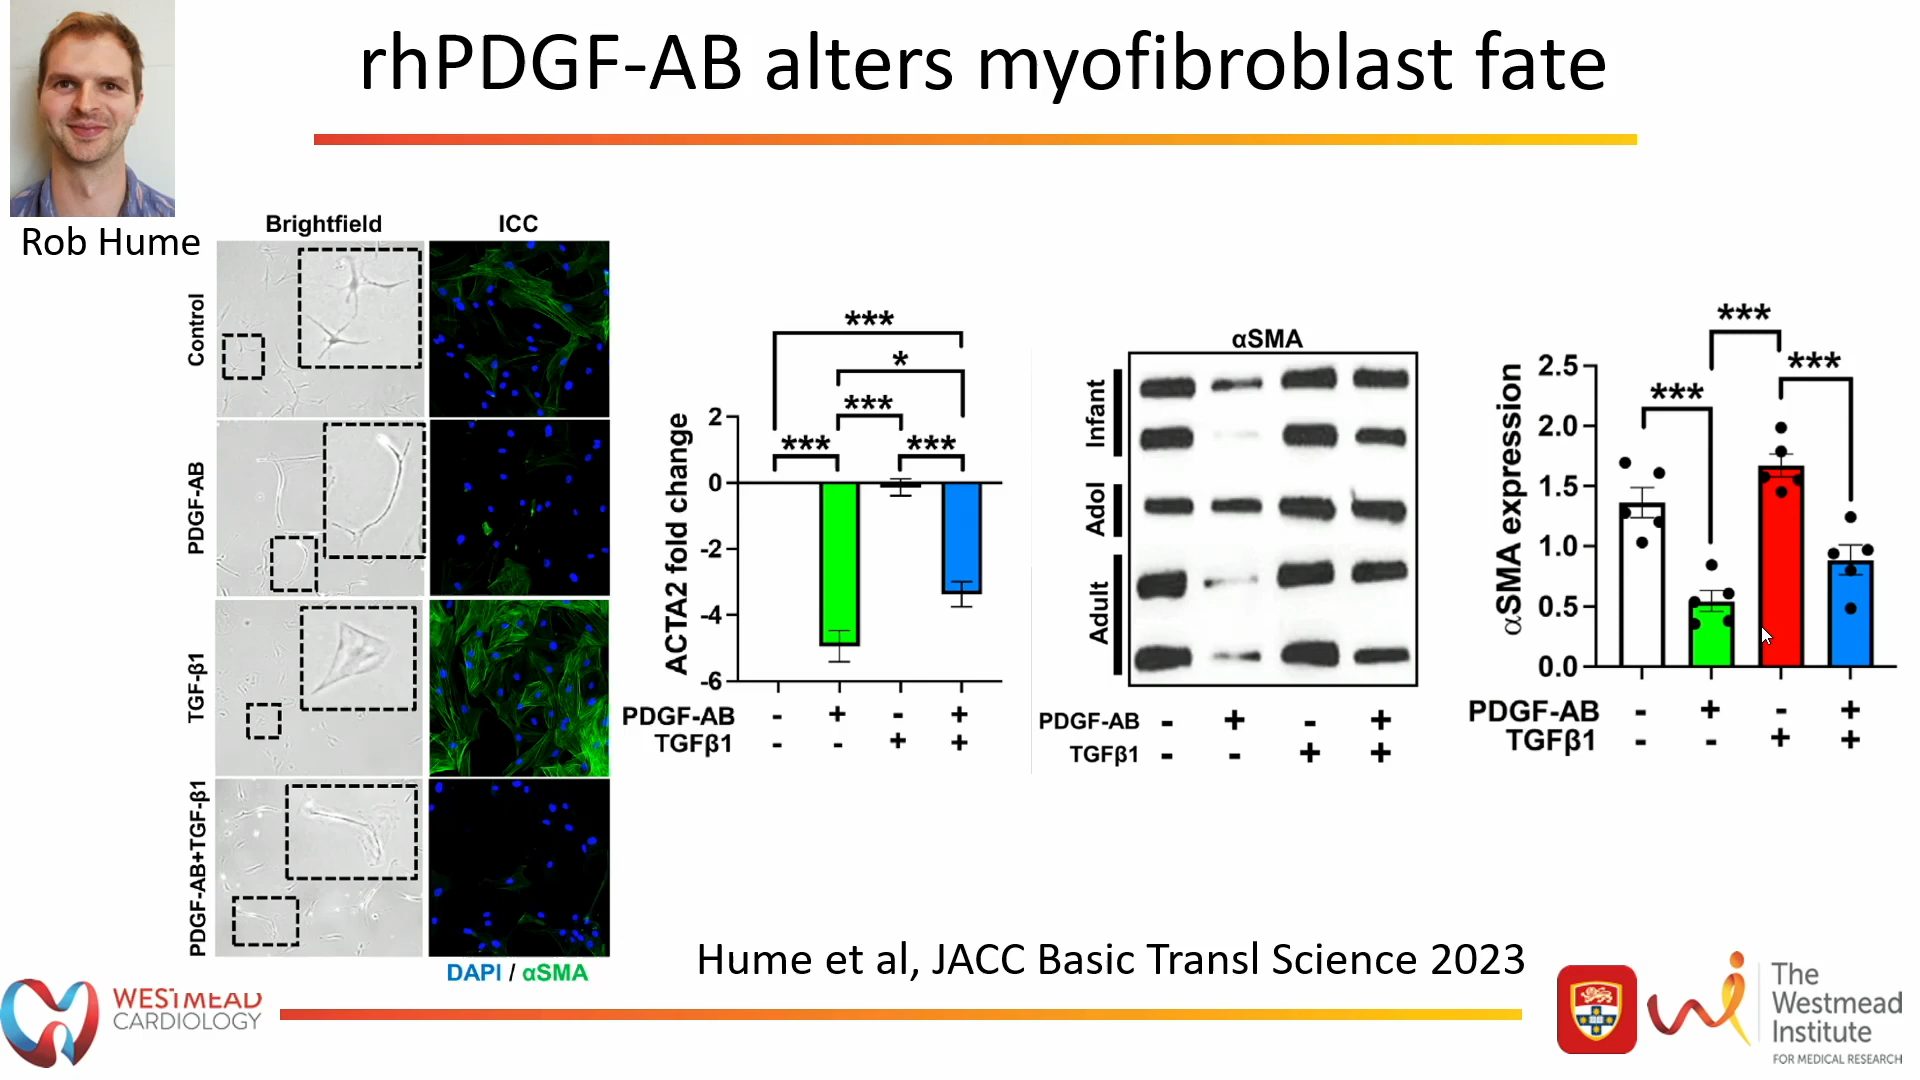 rhPDGF-AB alters myofibroblast fate
Rob Hume
Brightfield
ICC
Control
PDGF-AB
TGF-β1
PDGF-AB+TGF-β1
DAPI / αSMA
ACTA2 fold change
2
0
-2
-4
-6
***
*
***
***
***
PDGF-AB - + - +
TGFβ1 - - + +
αSMA
Infant
Adol
Adult
PDGF-AB - + - +
TGFβ1 - - + +
αSMA expression
2.5
2.0
1.5
1.0
0.5
0.0
***
***
***
PDGF-AB - + - +
TGFβ1 - - + +
Hume et al, JACC Basic Transl Science 2023
WESTMEAD
CARDIOLOGY
The
Westmead
Institute
FOR MEDICAL RESEARCH